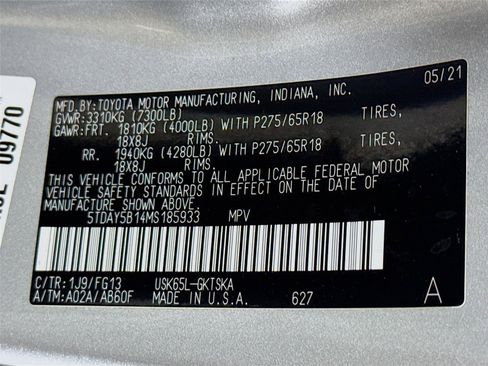 MFD.BY:TOYOTA MOTOR MANUFACTURING, INDIANA, INC. 05/21
GVWR: 3310KG (7300LB)
GAWR:FRT. 1810KG (4000LB) WITH P275/65R18 TIRES,
18X8J RIMS.
RR. 1940KG (4280LB) WITH P275/65R18 TIRES,
18X8J RIMS.
THIS VEHICLE CONFORMS TO ALL APPLICABLE FEDERAL MOTOR
VEHICLE SAFETY STANDARDS IN EFFECT ON THE DATE OF
MANUFACTURE SHOWN ABOVE.
5TDAY5B14MS185933 MPV
C/TR: 1J9/FG13 USK65L-GKTSKA
A/TM: A02A/AB60F MADE IN U.S.A. 627 A
09770